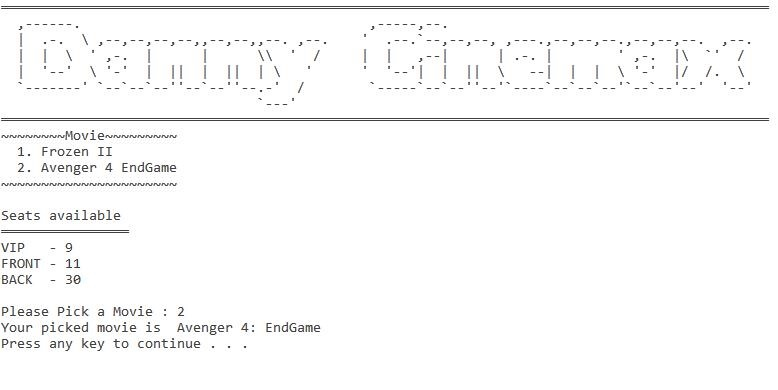 Danny Cinemax
~~~~~~~~Movie~~~~~~~~~
1. Frozen II
2. Avenger 4 EndGame
~~~~~~~~~~~~~~~~~~~~~~
Seats available
VIP   - 9
FRONT - 11
BACK  - 30
Please Pick a Movie : 2
Your picked movie is  Avenger 4: EndGame
Press any key to continue . . .